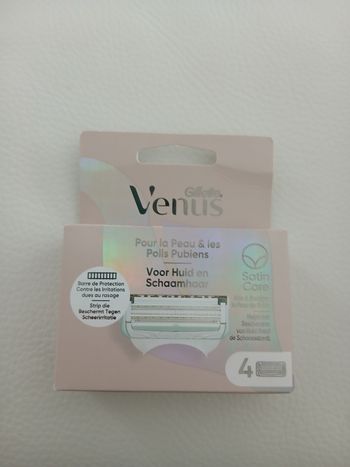 Gillette
Venus
Pour la Peau & les
Poils Pubiens
Voor Huid en
Schaamhaar
Barre de Protection
Contre les Irritations
dues au rasage
Strip die
Beschermt Tegen
Scheerirritatie
Satin
Care
4